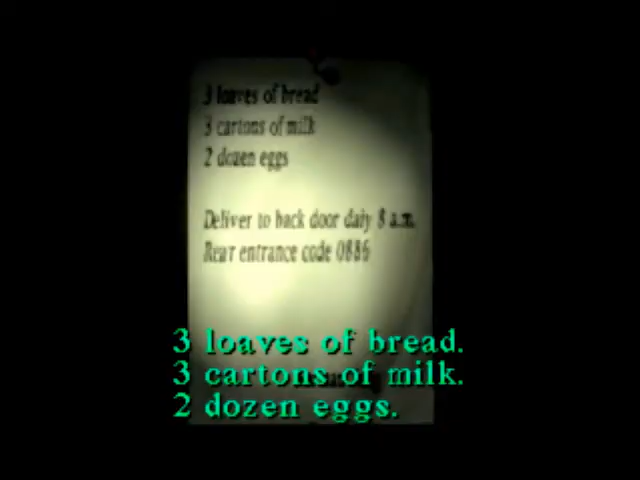 3 loaves of bread
3 cartons of milk
2 dozen eggs
Deliver to back door daiy 8 a.m.
Rear entrance code 0886
3 loaves of bread.
3 cartons of milk.
2 dozen eggs.